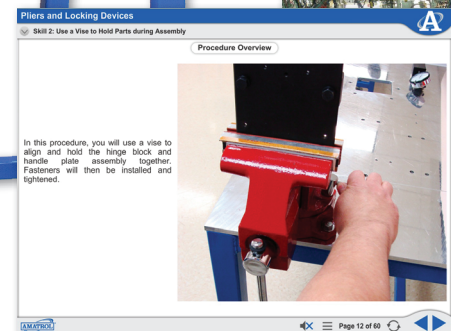 Pliers and Locking Devices
A
Skill 2: Use a Vise to Hold Parts during Assembly
Procedure Overview
In this procedure, you will use a vise to
align and hold the hinge block and
handle plate assembly together.
Fasteners will then be installed and
tightened.
AMATROL
Page 12 of 60